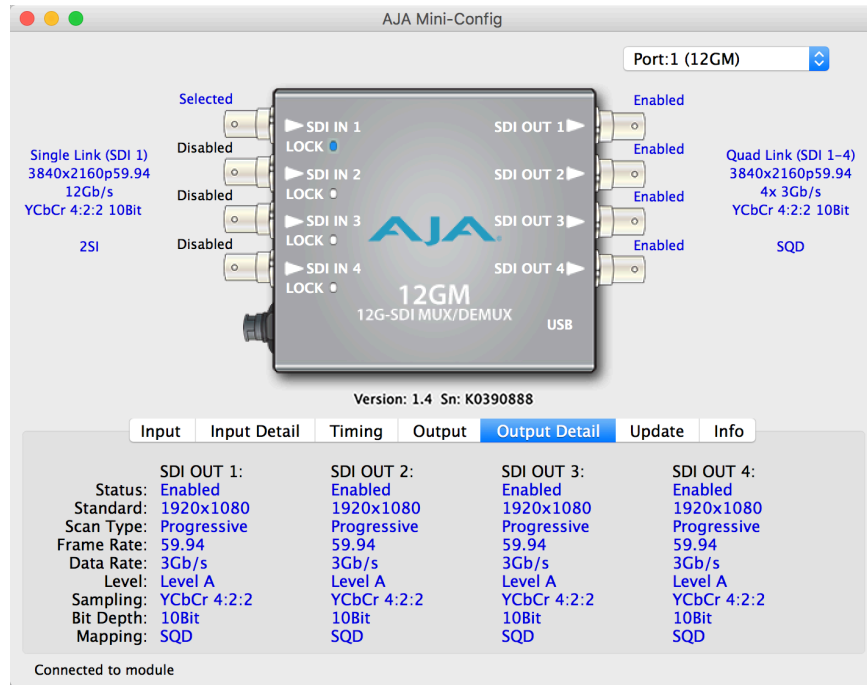 AJA Mini-Config
Port:1 (12GM)
Selected
Disabled
Disabled
Disabled
Single Link (SDI 1)
3840x2160p59.94
12Gb/s
YCbCr 4:2:2 10Bit
2SI
SDI IN 1
LOCK
SDI IN 2
LOCK
SDI IN 3
LOCK
SDI IN 4
LOCK
SDI OUT 1
SDI OUT 2
SDI OUT 3
SDI OUT 4
AJA
12GM
12G-SDI MUX/DEMUX
USB
Enabled
Enabled
Enabled
Enabled
Quad Link (SDI 1-4)
3840x2160p59.94
4x 3Gb/s
YCbCr 4:2:2 10Bit
SQD
Version: 1.4 Sn: K0390888
Input Input Detail Timing Output Output Detail Update Info
SDI OUT 1: SDI OUT 2: SDI OUT 3: SDI OUT 4:
Status: Enabled Enabled Enabled Enabled
Standard: 1920x1080 1920x1080 1920x1080 1920x1080
Scan Type: Progressive Progressive Progressive Progressive
Frame Rate: 59.94 59.94 59.94 59.94
Data Rate: 3Gb/s 3Gb/s 3Gb/s 3Gb/s
Level: Level A Level A Level A Level A
Sampling: YCbCr 4:2:2 YCbCr 4:2:2 YCbCr 4:2:2 YCbCr 4:2:2
Bit Depth: 10Bit 10Bit 10Bit 10Bit
Mapping: SQD SQD SQD SQD
Connected to module